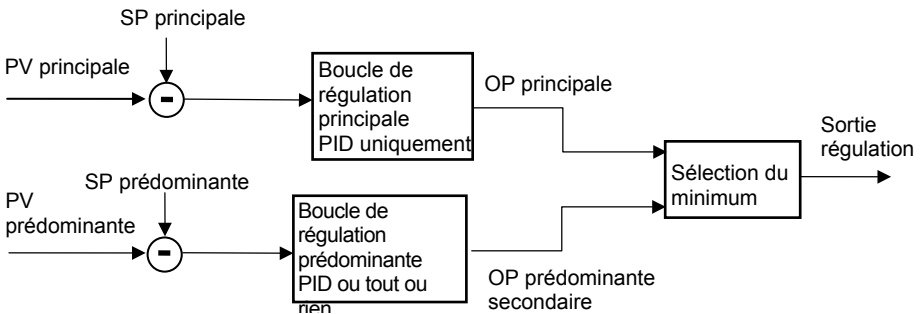 SP principale
PV principale
-
Boucle de
régulation
principale
PID uniquement
OP principale
Sortie
régulation
Sélection du
minimum
SP prédominante
PV
prédominante
-
Boucle de
régulation
prédominante
PID ou tout ou
rien
OP prédominante
secondaire